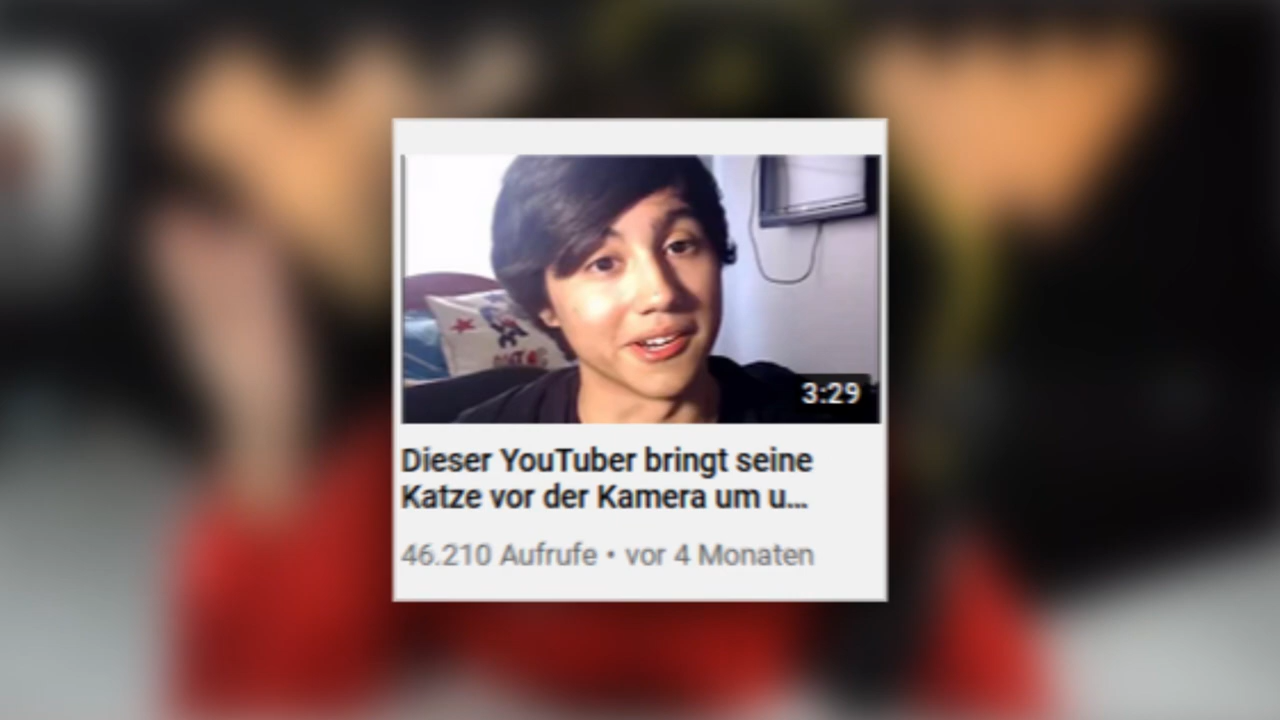 3:29
Dieser YouTuber bringt seine
Katze vor der Kamera um u...
46.210 Aufrufe • vor 4 Monaten